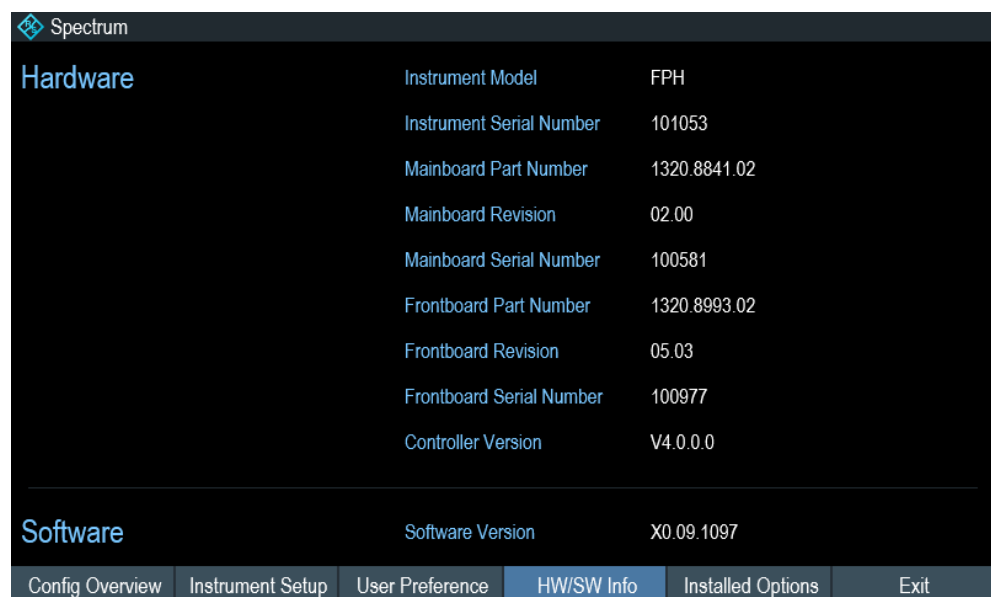 Spectrum
Hardware Instrument Model FPH
Instrument Serial Number 101053
Mainboard Part Number 1320.8841.02
Mainboard Revision 02.00
Mainboard Serial Number 100581
Frontboard Part Number 1320.8993.02
Frontboard Revision 05.03
Frontboard Serial Number 100977
Controller Version V4.0.0.0
Software Software Version X0.09.1097
Config Overview Instrument Setup User Preference HW/SW Info Installed Options Exit